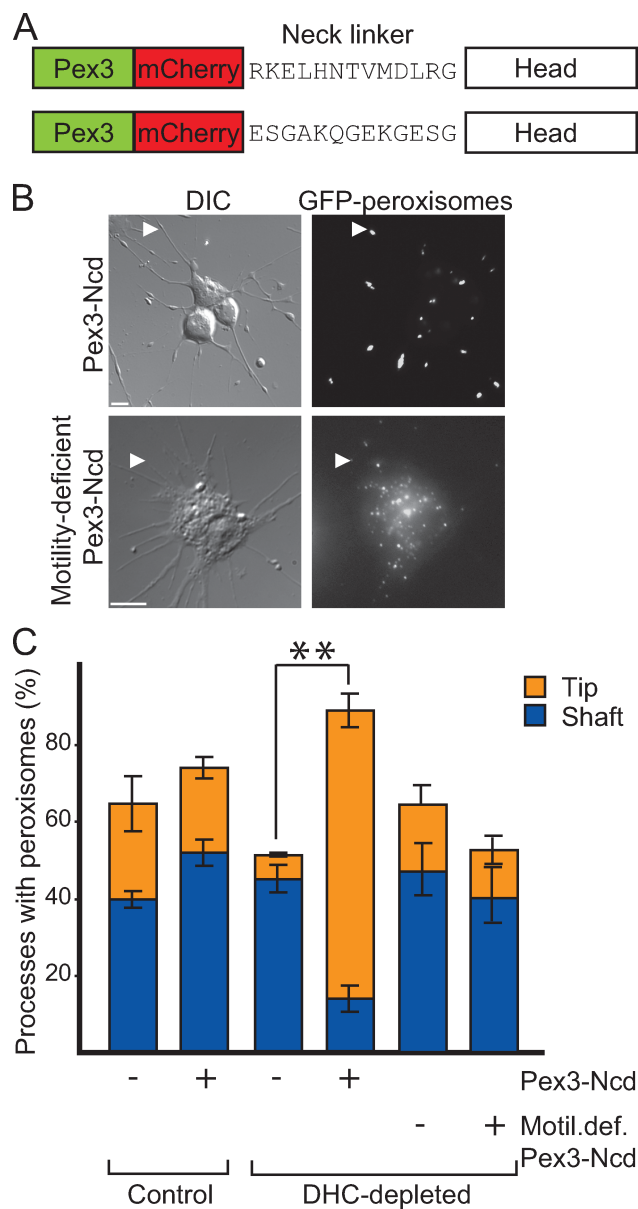 A
Neck linker
Pex3 mCherry RKELHNTVMDLRG Head
Pex3 mCherry ESGAKQGEKGESG Head
B
DIC GFP-peroxisomes
Pex3-Ncd
Motility-deficient
Pex3-Ncd
C
Processes with peroxisomes (%)
80
60
40
20
**
Tip
Shaft
- + - + Pex3-Ncd
- + Motil.def.
Pex3-Ncd
Control DHC-depleted